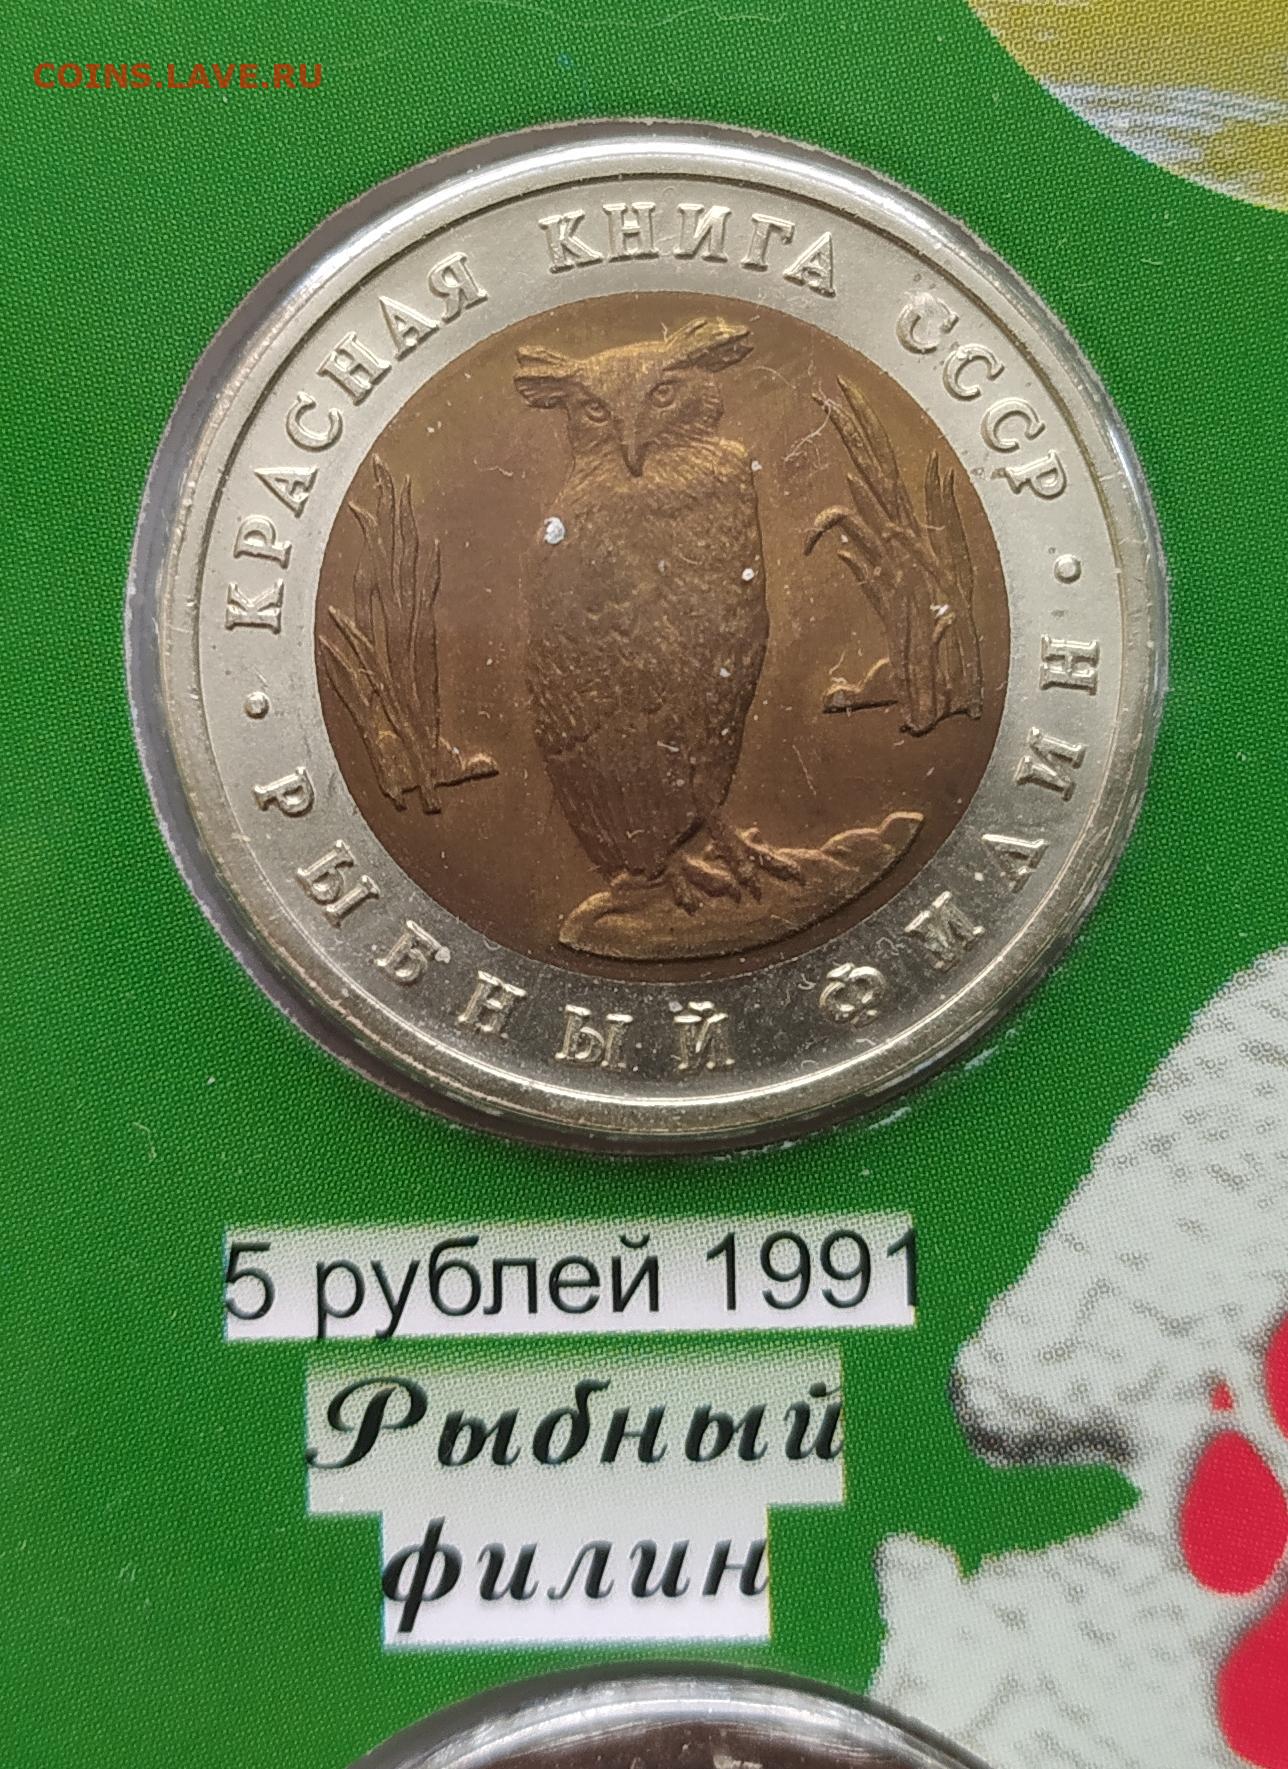 COINS.LAVE.RU
КРАСНАЯ КНИГА СССР
РЫБНЫЙ ФИЛИН
5 рублей 1991
Рыбный
филин